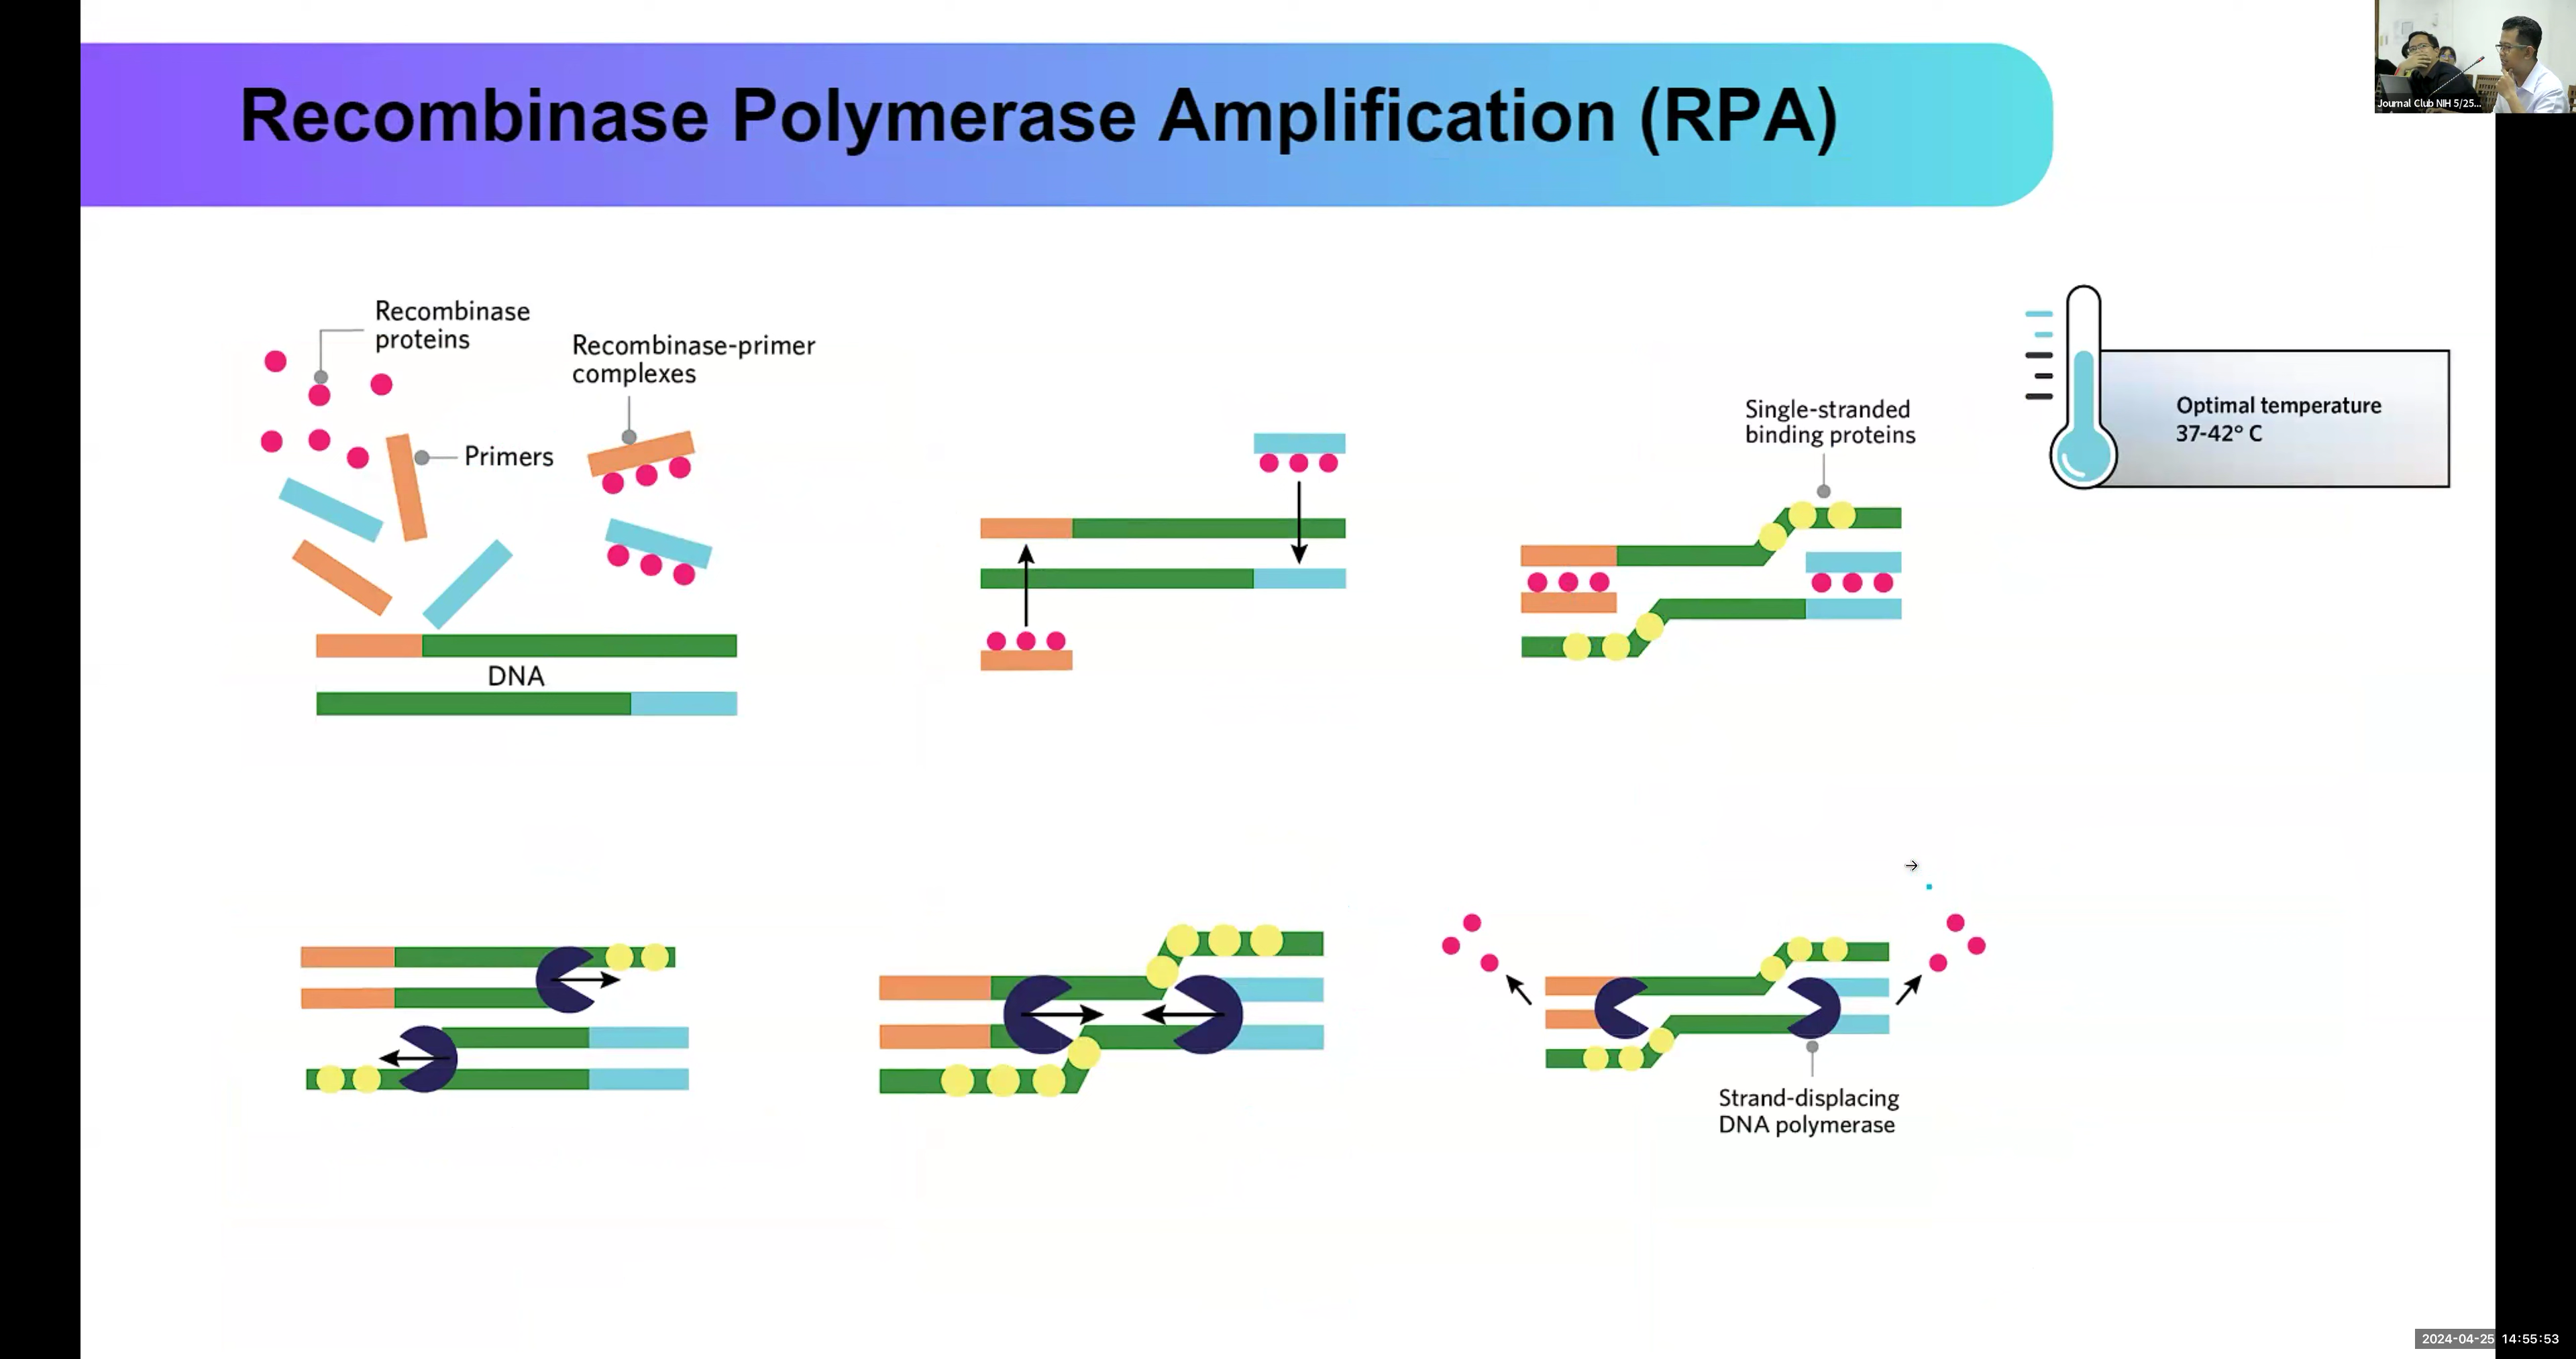 Recombinase Polymerase Amplification (RPA)
Journal Club NIH 5/25...
Recombinase
proteins
Recombinase-primer
complexes
Primers
DNA
Single-stranded
binding proteins
Optimal temperature
37-42° C
Strand-displacing
DNA polymerase
2024-04-25 14:55:53